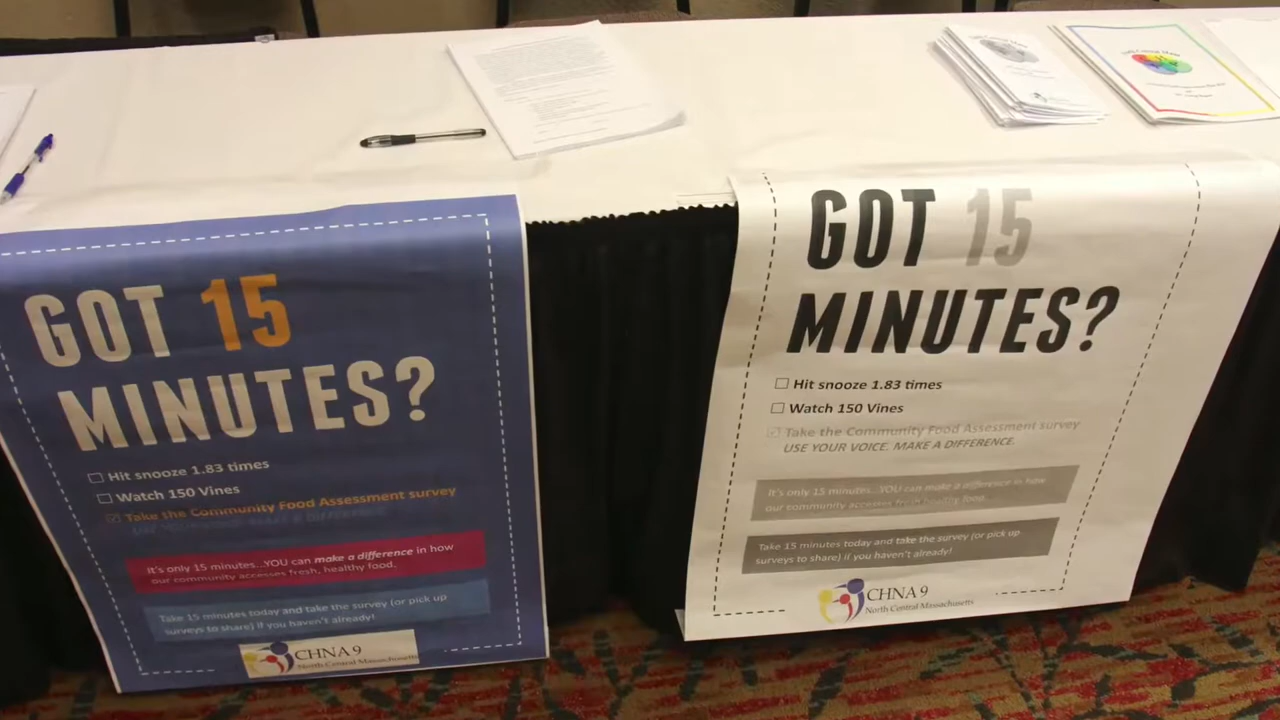 GOT 15
MINUTES?
Hit snooze 1.83 times
Watch 150 Vines
Take the Community Food Assessment survey
USE YOUR VOICE. MAKE A DIFFERENCE.
It's only 15 minutes...YOU can make a difference in how
our community accesses fresh, healthy food.
Take 15 minutes today and take the survey (or pick up
surveys to share) if you haven't already!
CHNA 9
North Central Massachusetts
GOT 15
MINUTES?
Hit snooze 1.83 times
Watch 150 Vines
Take the Community Food Assessment survey
USE YOUR VOICE. MAKE A DIFFERENCE.
It's only 15 minutes...YOU can make a difference in how
our community accesses fresh healthy food.
Take 15 minutes today and take the survey (or pick up
surveys to share) if you haven't already!
CHNA 9
North Central Massachusetts